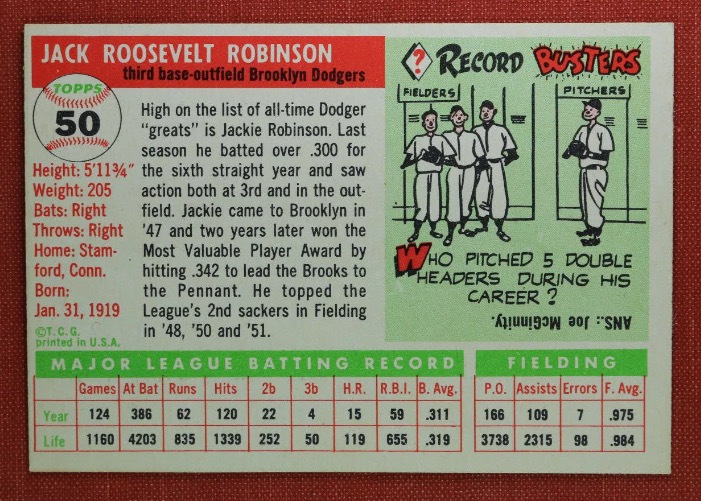 JACK ROOSEVELT ROBINSON
third base-outfield Brooklyn Dodgers
TOPPS
50
Height: 5'11¾"
Weight: 205
Bats: Right
Throws: Right
Home: Stam-
ford, Conn.
Born:
Jan. 31, 1919
©T.C.G.
printed in U.S.A.
High on the list of all-time Dodger
"greats" is Jackie Robinson. Last
season he batted over .300 for
the sixth straight year and saw
action both at 3rd and in the out-
field. Jackie came to Brooklyn in
'47 and two years later won the
Most Valuable Player Award by
hitting .342 to lead the Brooks to
the Pennant. He topped the
League's 2nd sackers in Fielding
in '48, '50 and '51.
? RECORD BUSTERS
FIELDERS
PITCHERS
WHO PITCHED 5 DOUBLE
HEADERS DURING HIS
CAREER?
ANS.: Joe McGinnity.
MAJOR LEAGUE BATTING RECORD FIELDING
Games At Bat Runs Hits 2b 3b H.R. R.B.I. B. Avg. P.O. Assists Errors F. Avg.
Year 124 386 62 120 22 4 15 59 .311 166 109 7 .975
Life 1160 4203 835 1339 252 50 119 655 .319 3738 2315 98 .984